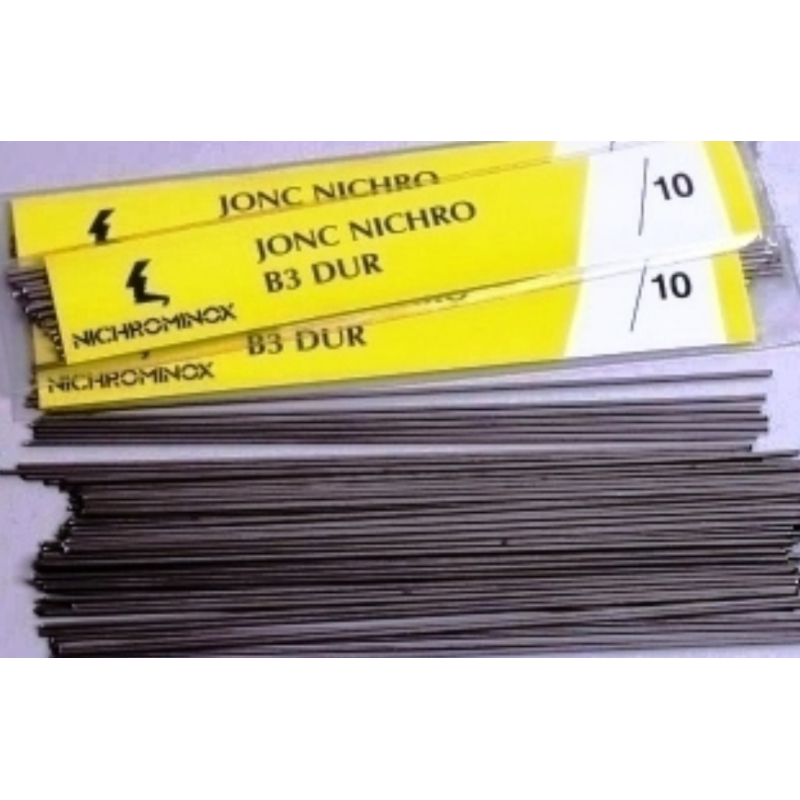 JONC NICHRO
/10
JONC NICHRO
B3 DUR
NICHROMINOX
/10
B3 DUR
NICHROMINOX